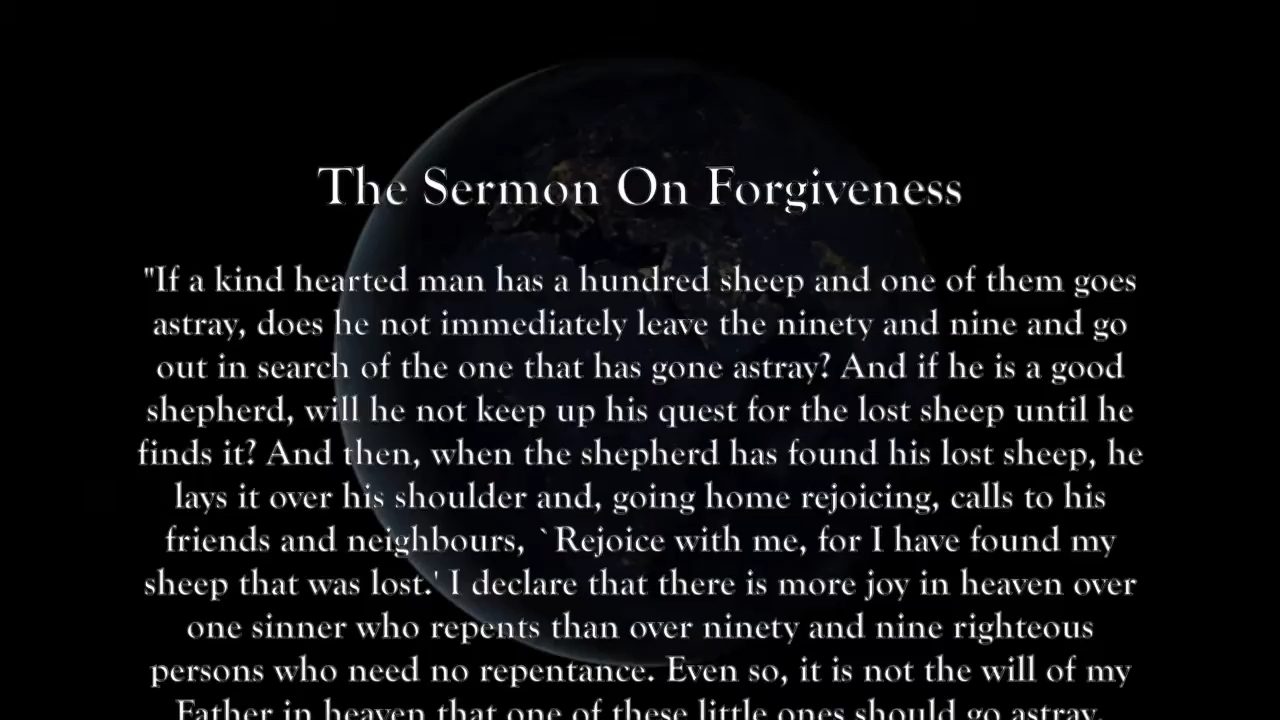 The Sermon On Forgiveness
"If a kind hearted man has a hundred sheep and one of them goes
astray, does he not immediately leave the ninety and nine and go
out in search of the one that has gone astray? And if he is a good
shepherd, will he not keep up his quest for the lost sheep until he
finds it? And then, when the shepherd has found his lost sheep, he
lays it over his shoulder and, going home rejoicing, calls to his
friends and neighbours, `Rejoice with me, for I have found my
sheep that was lost.' I declare that there is more joy in heaven over
one sinner who repents than over ninety and nine righteous
persons who need no repentance. Even so, it is not the will of my
Father in heaven that one of these little ones should go astray,